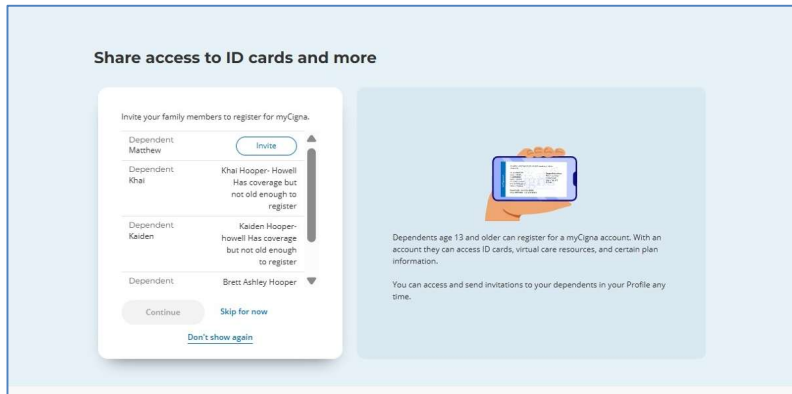 Share access to ID cards and more
Invite your family members to register for myCigna.
Dependent
Matthew
Invite
Dependent
Khai
Khai Hooper- Howell
Has coverage but
not old enough to
register
Dependent
Kaiden
Kaiden Hooper-
howell Has coverage
but not old enough
to register
Dependent
Brett Ashley Hooper
Continue
Skip for now
Don't show again
Dependents age 13 and older can register for a myCigna account. With an
account they can access ID cards, virtual care resources, and certain plan
information.
You can access and send invitations to your dependents in your Profile any
time.